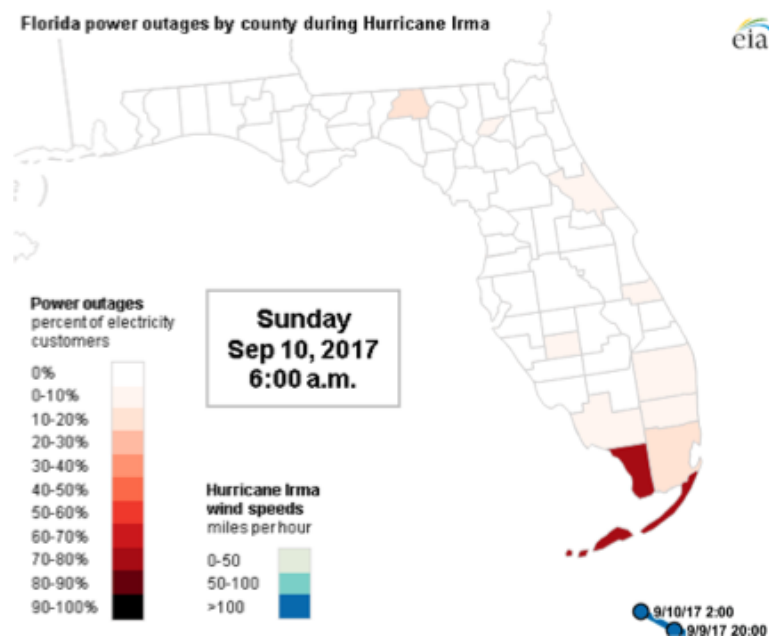 Florida power outages by county during Hurricane Irma
eia
Power outages
percent of electricity
customers
0%
0-10%
10-20%
20-30%
30-40%
40-50%
50-60%
60-70%
70-80%
80-90%
90-100%
Sunday
Sep 10, 2017
6:00 a.m.
Hurricane Irma
wind speeds
miles per hour
0-50
50-100
>100
9/10/17 2:00
9/9/17 20:00